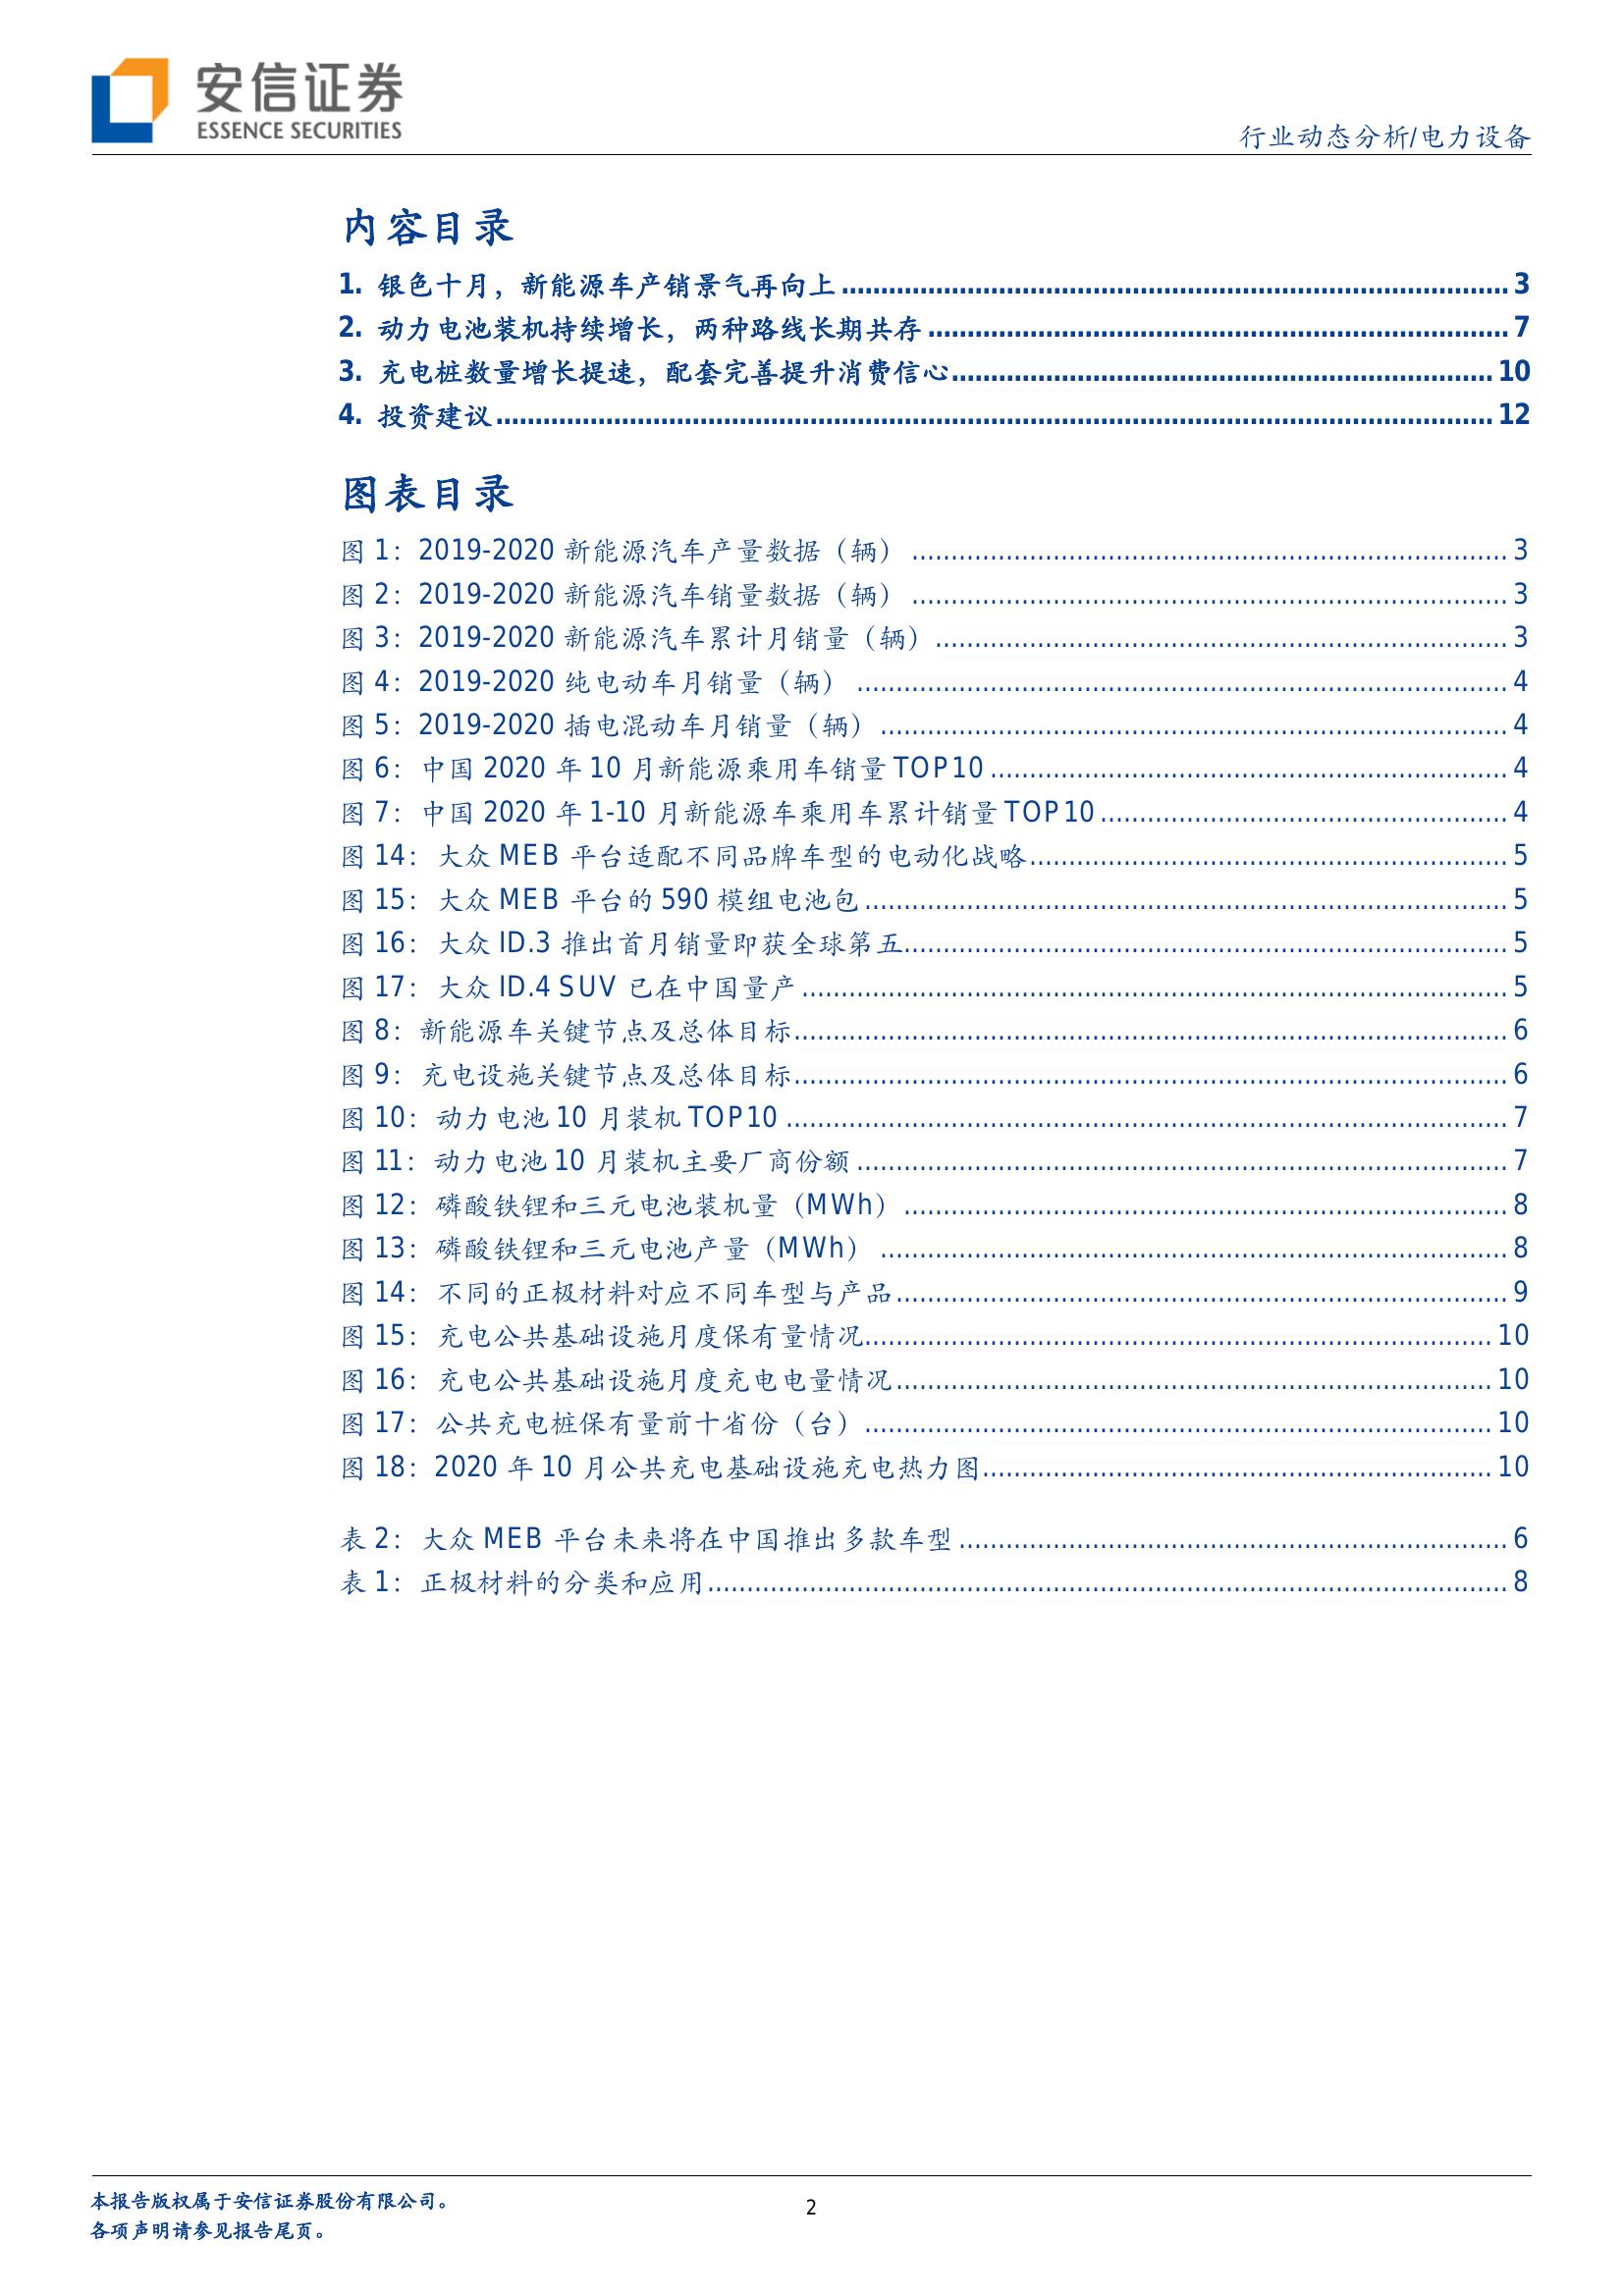 安信证券
ESSENCE SECURITIES
行业动态分析/电力设备
内容目录
1. 银色十月，新能源车产销景气再向上 3
2. 动力电池装机持续增长，两种路线长期共存 7
3. 充电桩数量增长提速，配套完善提升消费信心 10
4. 投资建议 12
图表目录
图 1：2019-2020 新能源汽车产量数据（辆） 3
图 2：2019-2020 新能源汽车销量数据（辆） 3
图 3：2019-2020 新能源汽车累计月销量（辆） 3
图 4：2019-2020 纯电动车月销量（辆） 4
图 5：2019-2020 插电混动车月销量（辆） 4
图 6：中国 2020 年 10 月新能源乘用车销量 TOP10 4
图 7：中国 2020 年 1-10 月新能源车乘用车累计销量 TOP10 4
图 14：大众 MEB 平台适配不同品牌车型的电动化战略 5
图 15：大众 MEB 平台的 590 模组电池包 5
图 16：大众 ID.3 推出首月销量即获全球第五 5
图 17：大众 ID.4 SUV 已在中国量产 5
图 8：新能源车关键节点及总体目标 6
图 9：充电设施关键节点及总体目标 6
图 10：动力电池 10 月装机 TOP10 7
图 11：动力电池 10 月装机主要厂商份额 7
图 12：磷酸铁锂和三元电池装机量（MWh） 8
图 13：磷酸铁锂和三元电池产量（MWh） 8
图 14：不同的正极材料对应不同车型与产品 9
图 15：充电公共基础设施月度保有量情况 10
图 16：充电公共基础设施月度充电电量情况 10
图 17：公共充电桩保有量前十省份（台） 10
图 18：2020 年 10 月公共充电基础设施充电热力图 10
表 2：大众 MEB 平台未来将在中国推出多款车型 6
表 1：正极材料的分类和应用 8
本报告版权属于安信证券股份有限公司。
各项声明请参见报告尾页。
2